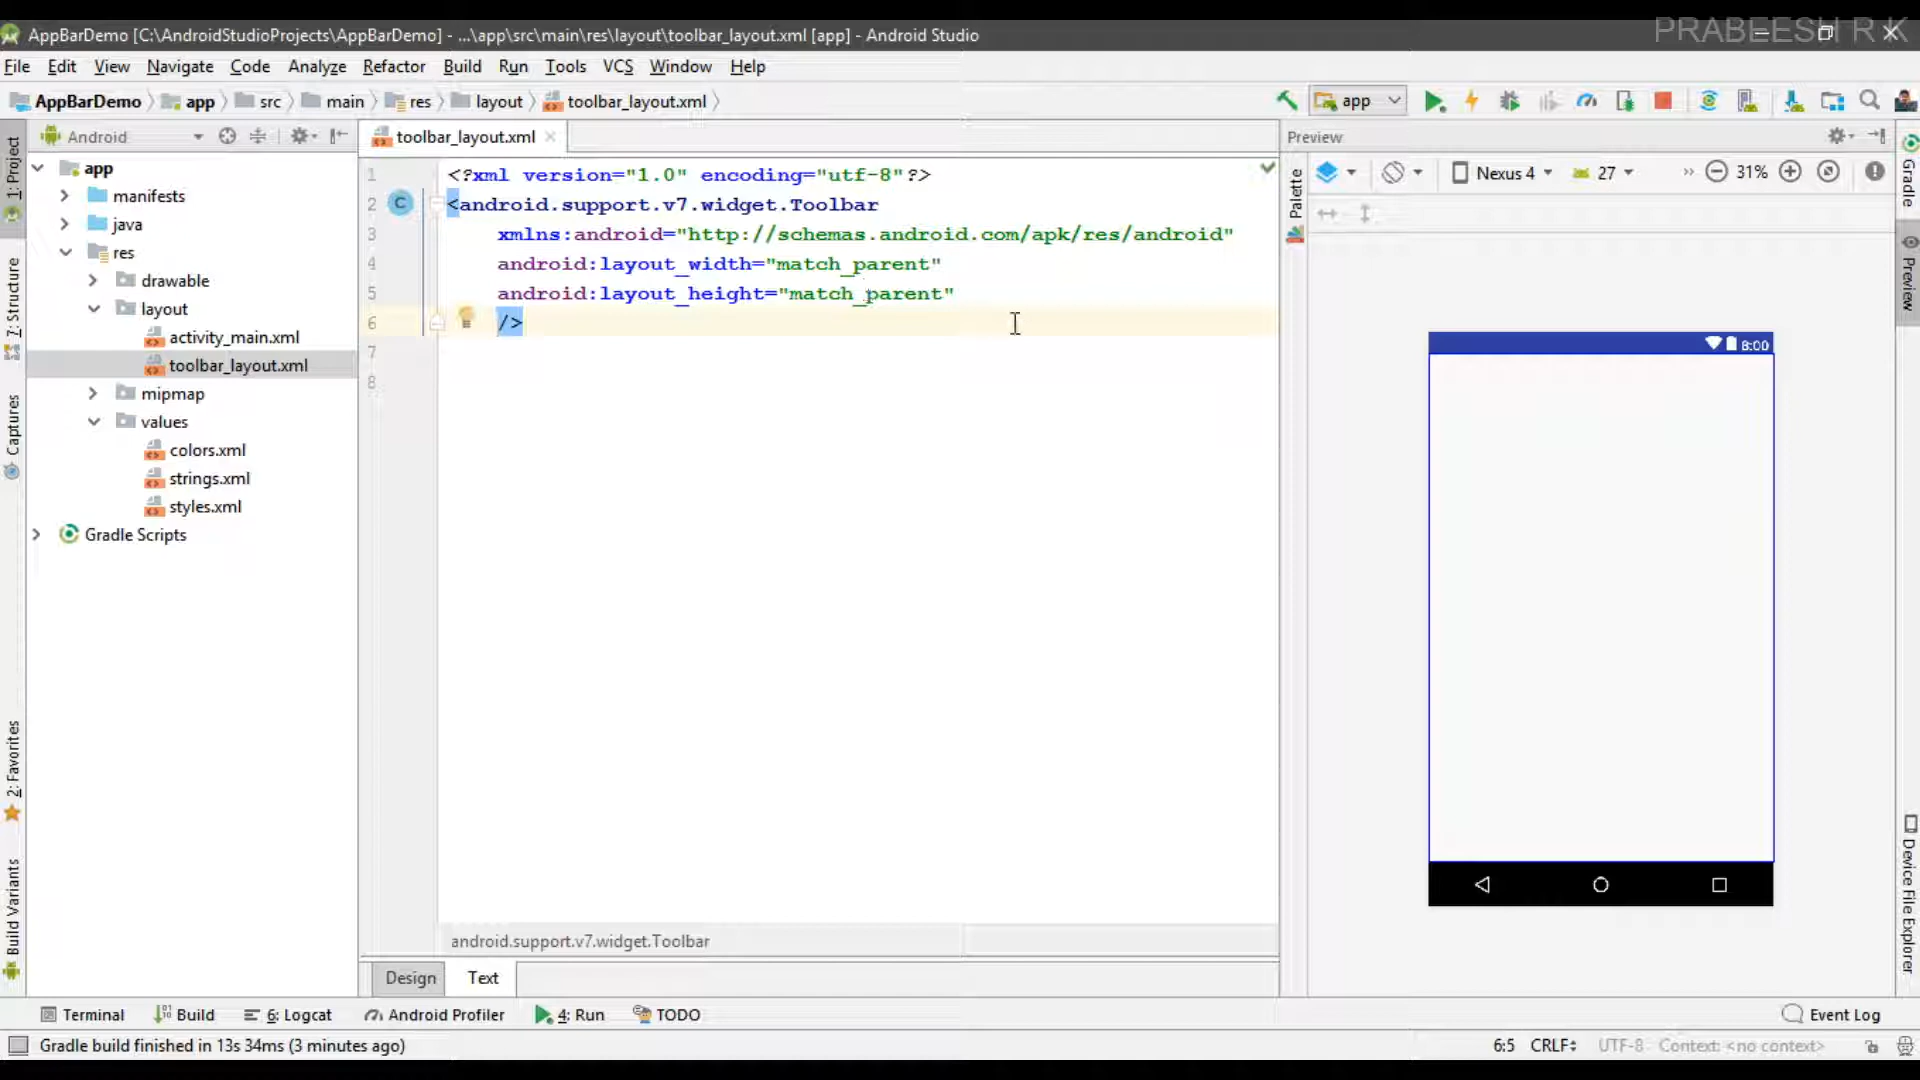 PRABEESH R K
AppBarDemo [C:\AndroidStudioProjects\AppBarDemo] - ...\app\src\main\res\layout\toolbar_layout.xml [app] - Android Studio
File Edit View Navigate Code Analyze Refactor Build Run Tools VCS Window Help
AppBarDemo app src main res layout toolbar_layout.xml app
1: Project
Android
toolbar_layout.xml
Preview
app
manifests
java
res
drawable
layout
activity_main.xml
toolbar_layout.xml
mipmap
values
colors.xml
strings.xml
styles.xml
Gradle Scripts
7: Structure
Captures
2: Favorites
Build Variants
1 <?xml version="1.0" encoding="utf-8"?>
2 C <android.support.v7.widget.Toolbar
3 xmlns:android="http://schemas.android.com/apk/res/android"
4 android:layout_width="match_parent"
5 android:layout_height="match_parent"
6 />
7
8
android.support.v7.widget.Toolbar
Design Text
Palette
Nexus 4 27 » 31%
8:00
Gradle
Preview
Device File Explorer
Terminal Build 6: Logcat Android Profiler 4: Run TODO Event Log
Gradle build finished in 13s 34ms (3 minutes ago) 6:5 CRLF UTF-8 Context: <no context>